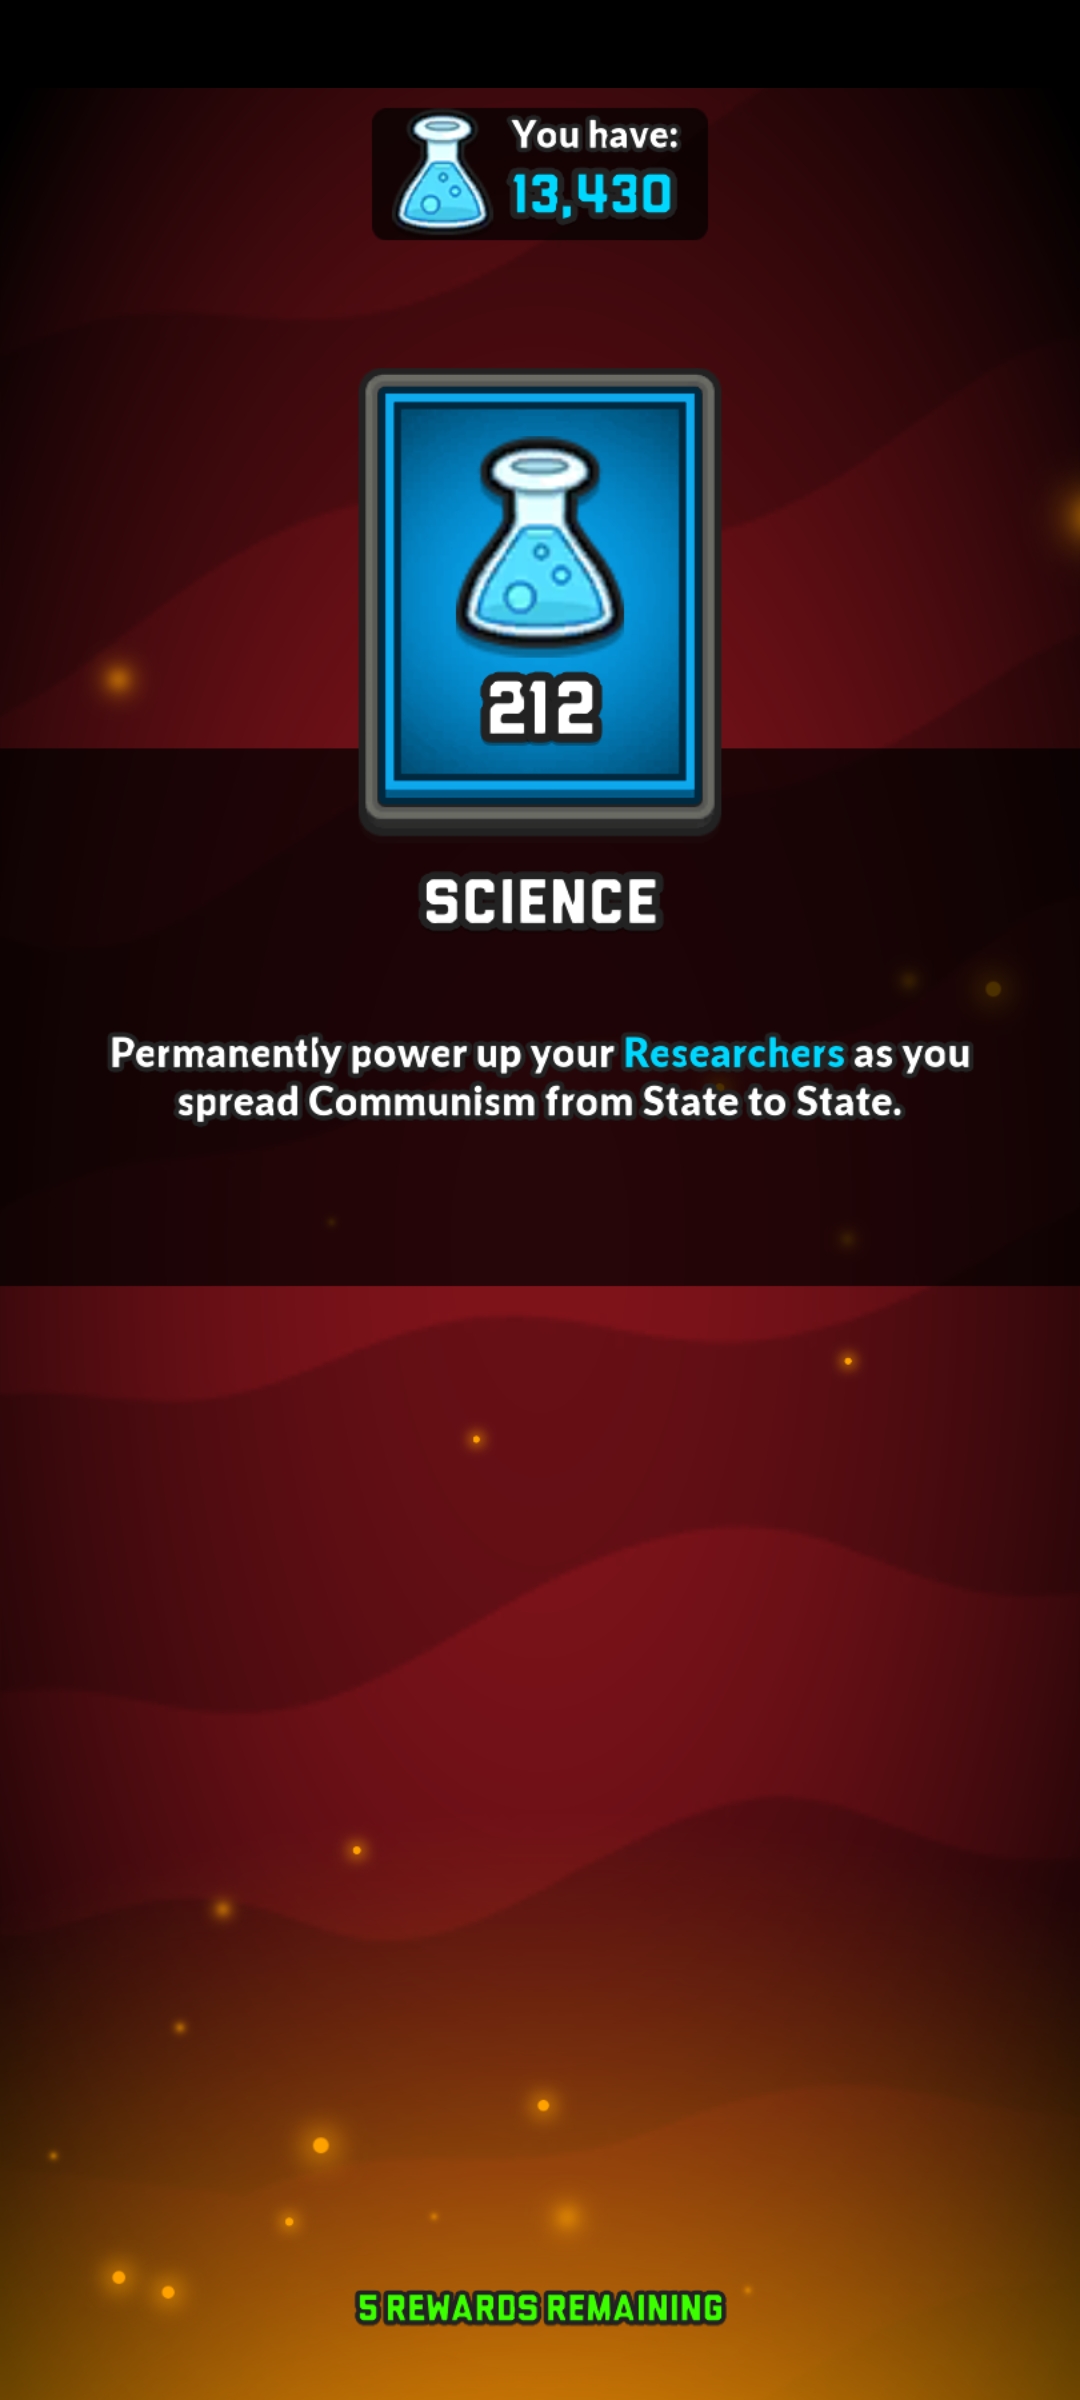 You have:
13,430
212
SCIENCE
Permanently power up your Researchers as you
spread Communism from State to State.
5 REWARDS REMAINING